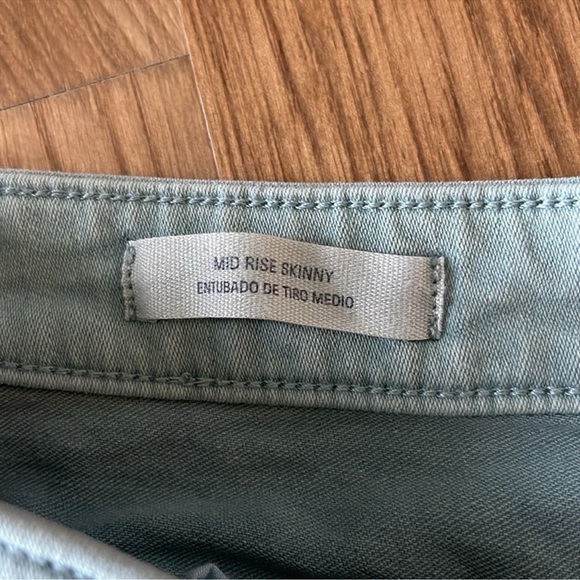 MID RISE SKINNY
ENTUBADO DE TIRO MEDIO